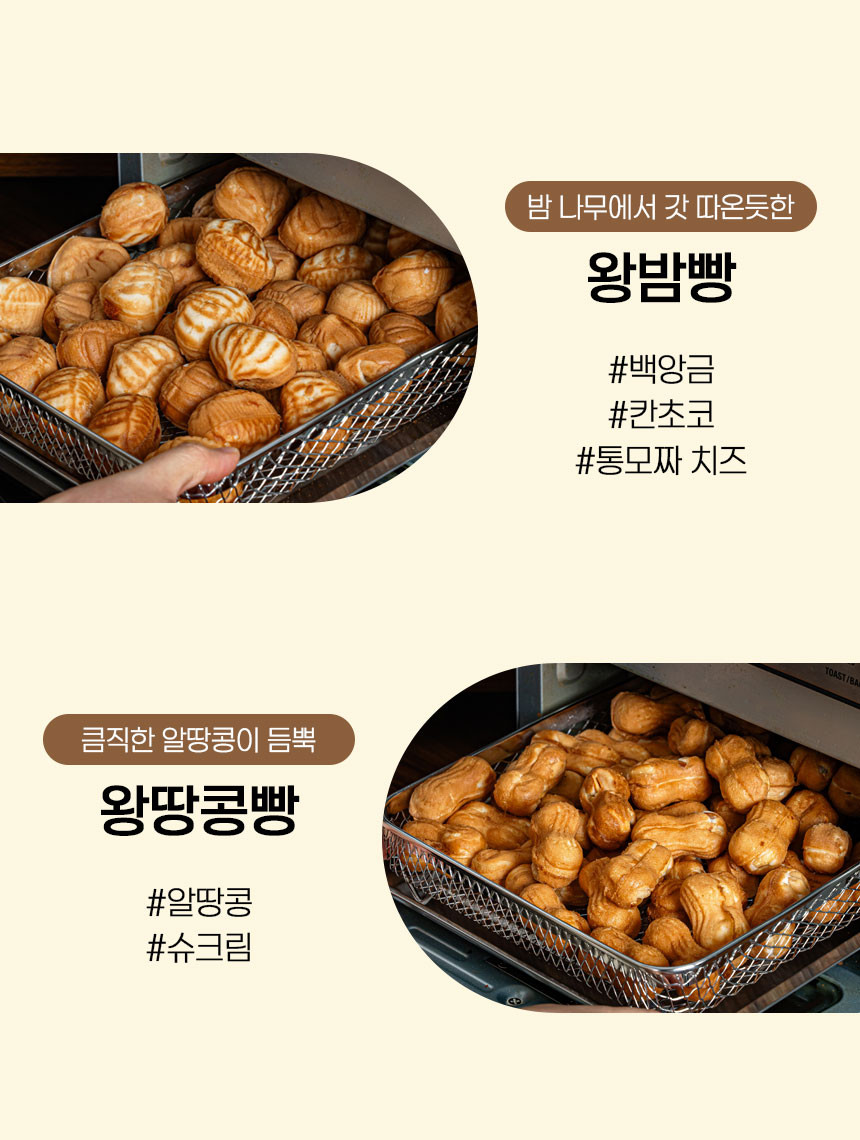 밤 나무에서 갓 따온듯한
왕밤빵
#백앙금
#칸초코
#통모짜 치즈
TOAST/BA
큼직한 알땅콩이 듬뿍
왕땅콩빵
#알땅콩
#슈크림